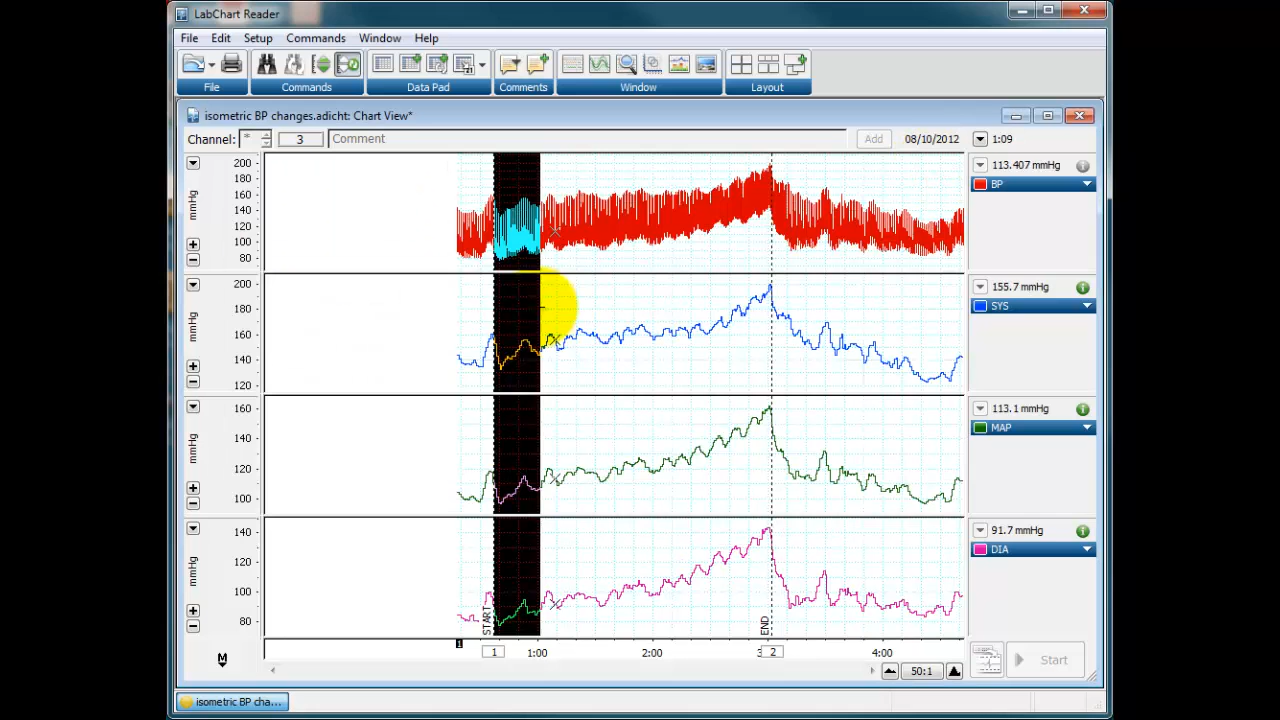 LabChart Reader
File Edit Setup Commands Window Help
File Commands Data Pad Comments Window Layout
isometric BP changes.adicht: Chart View*
Channel: * 3 Comment Add 08/10/2012 1:09
200
180
160
140
120
100
80
mmHg
113.407 mmHg
BP
200
180
160
140
120
mmHg
155.7 mmHg
SYS
160
140
120
100
mmHg
113.1 mmHg
MAP
140
120
100
80
mmHg
91.7 mmHg
DIA
START
END
1
1:00 2:00 4:00
1 2
M
50:1
Start
isometric BP cha...